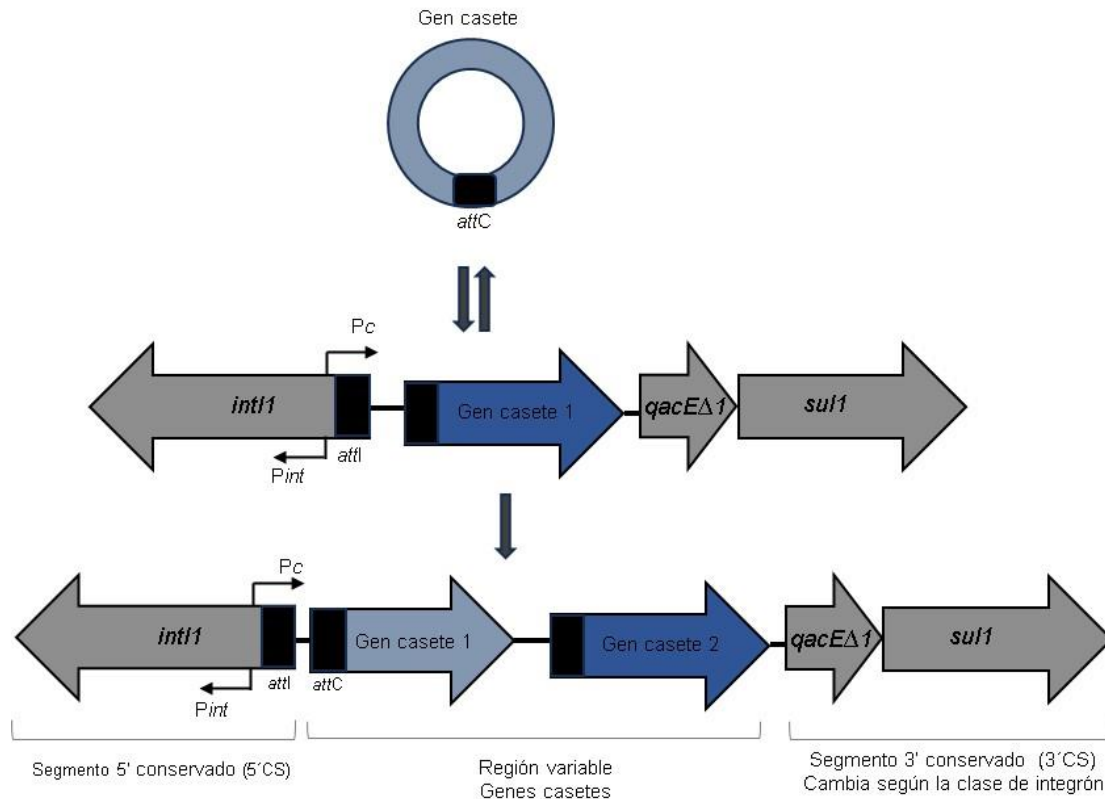 Gen casete
attC
Pc
intI1
Gen casete 1
qacEΔ1
sul1
attI
Pint
Pc
intI1
Gen casete 1
Gen casete 2
qacEΔ1
sul1
attI
attC
Pint
Segmento 5' conservado (5´CS)
Región variable
Genes casetes
Segmento 3' conservado (3´CS)
Cambia según la clase de integrón